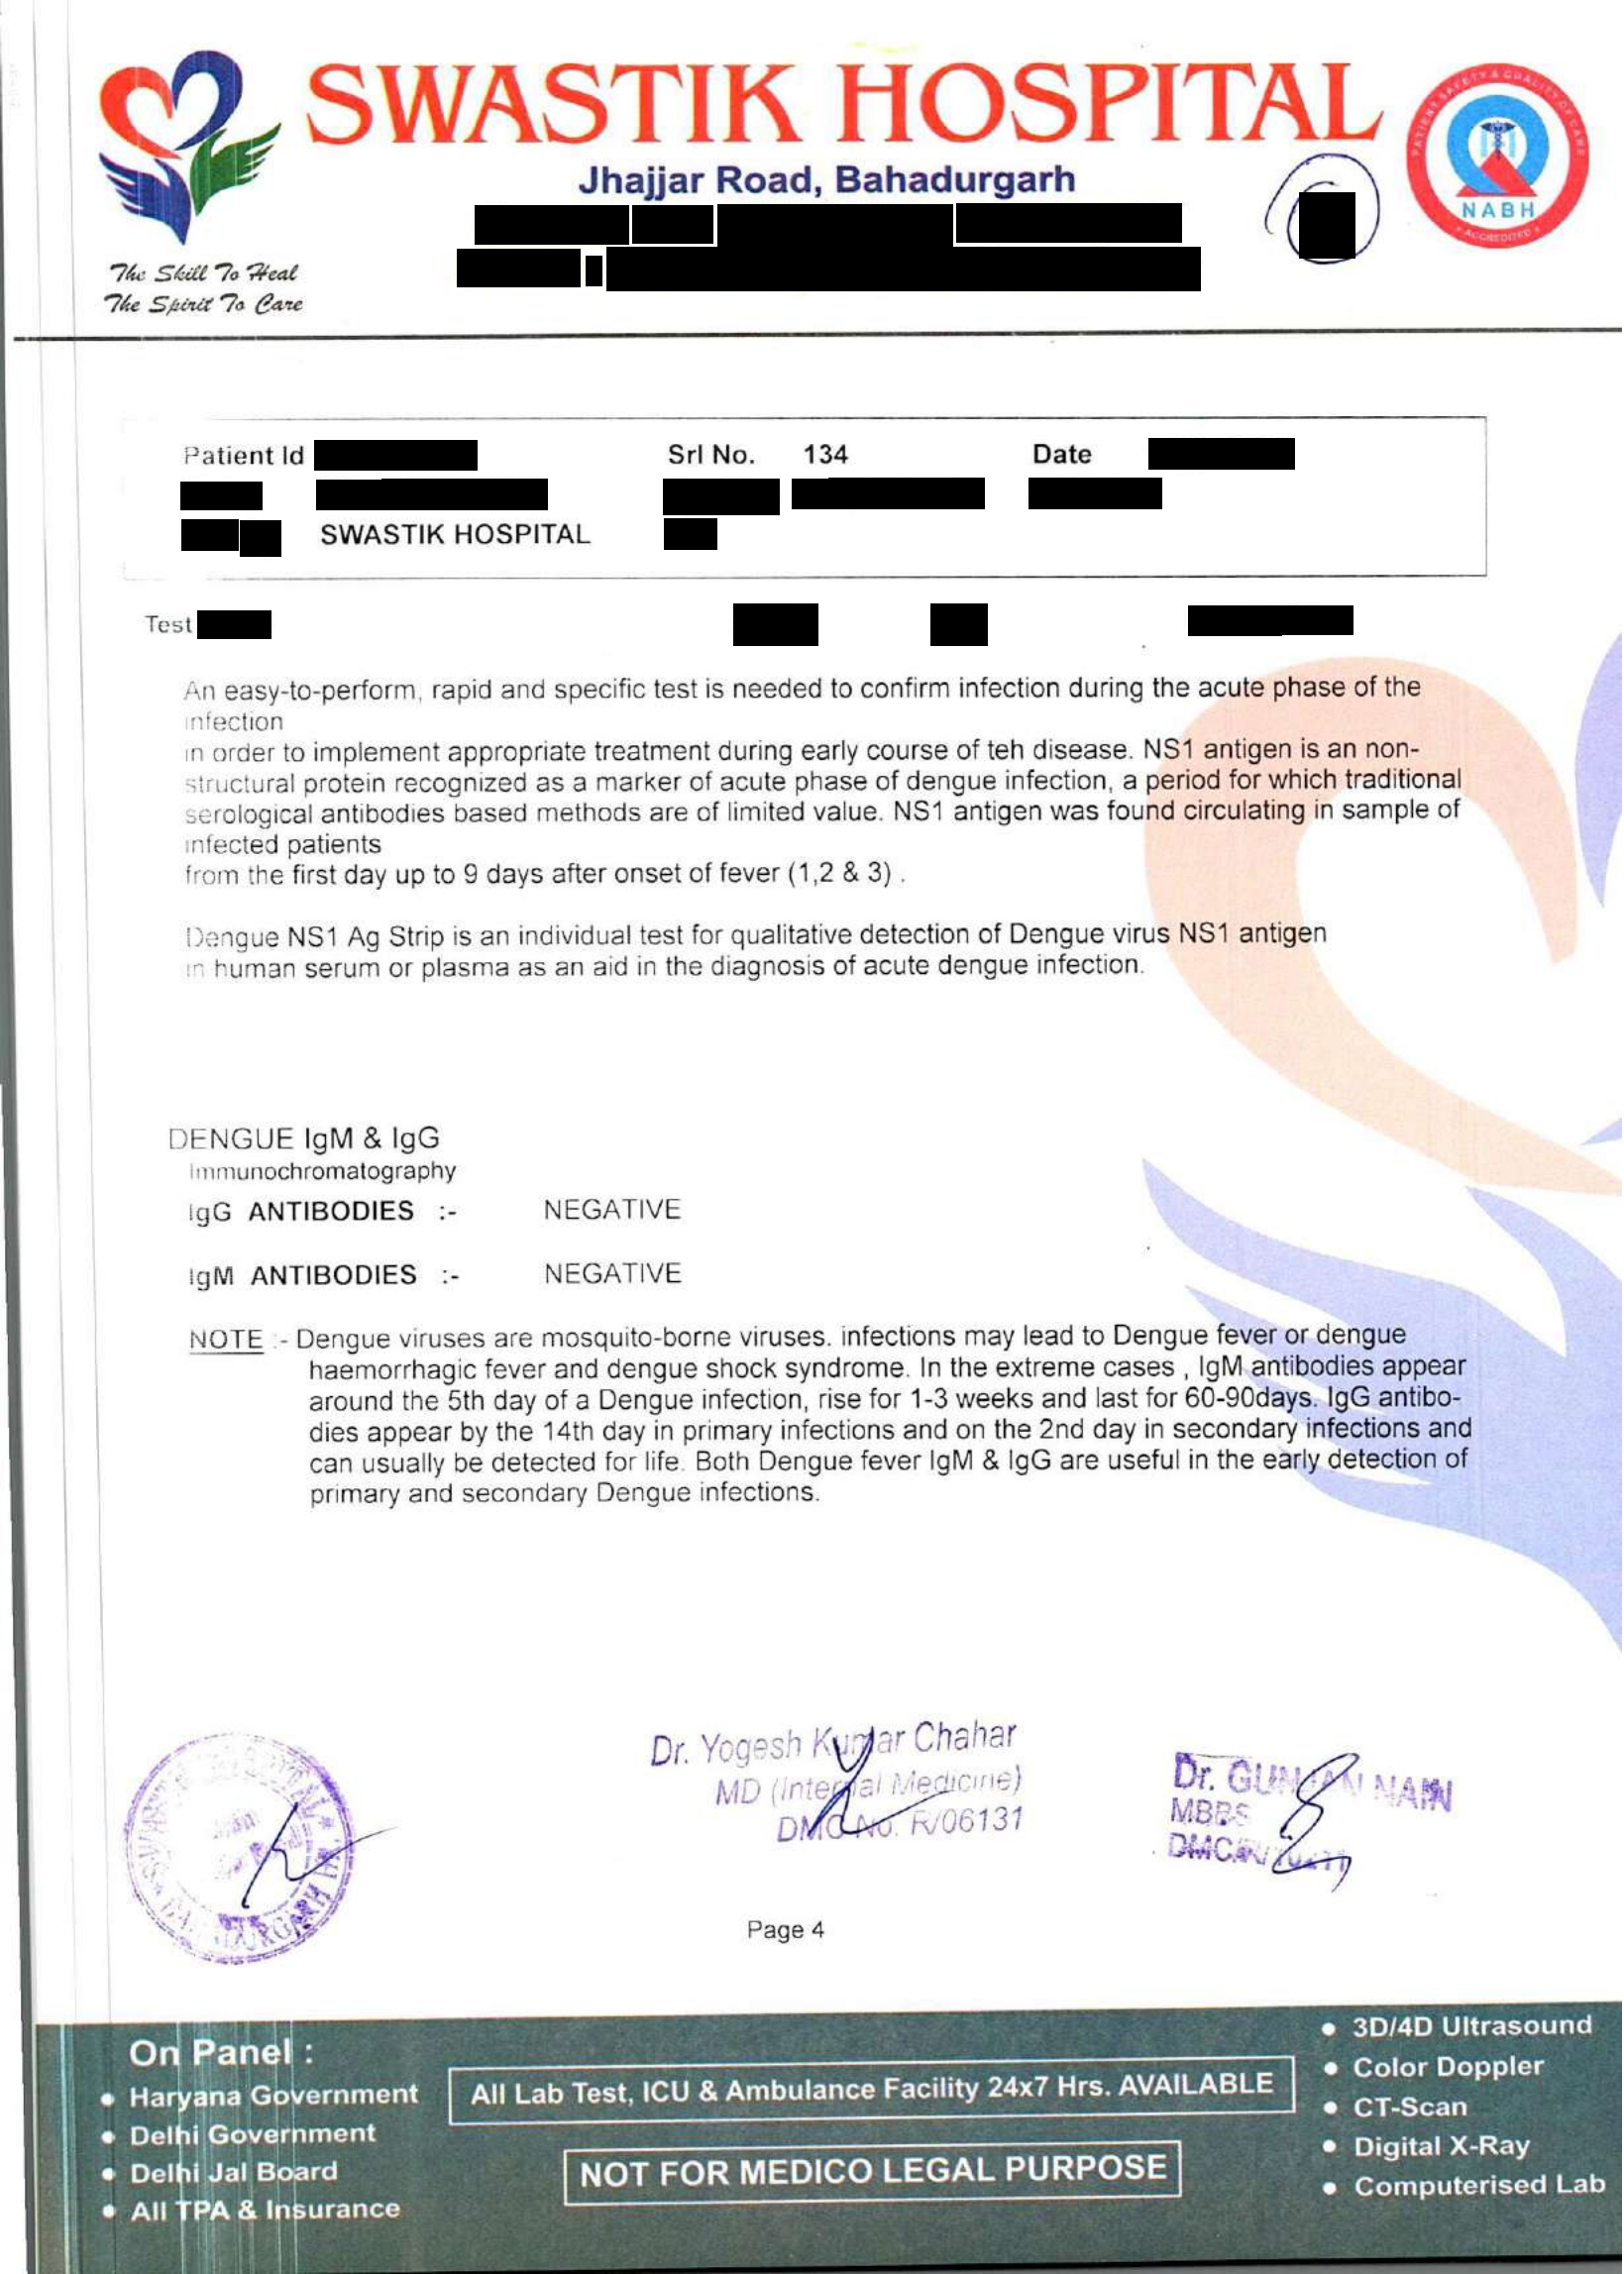 SWASTIK HOSPITAL
Jhajjar Road, Bahadurgarh
PATIENT SAFETY & QUALITY OF CARE
NABH
ACCREDITED
The Skill To Heal
The Spirit To Care
Patient Id Srl No. 134 Date
SWASTIK HOSPITAL
Test
An easy-to-perform, rapid and specific test is needed to confirm infection during the acute phase of the
infection
in order to implement appropriate treatment during early course of teh disease. NS1 antigen is an non-
structural protein recognized as a marker of acute phase of dengue infection, a period for which traditional
serological antibodies based methods are of limited value. NS1 antigen was found circulating in sample of
infected patients
from the first day up to 9 days after onset of fever (1,2 & 3) .
Dengue NS1 Ag Strip is an individual test for qualitative detection of Dengue virus NS1 antigen
in human serum or plasma as an aid in the diagnosis of acute dengue infection.
DENGUE IgM & IgG
Immunochromatography
IgG ANTIBODIES :- NEGATIVE
IgM ANTIBODIES :- NEGATIVE
NOTE :- Dengue viruses are mosquito-borne viruses. infections may lead to Dengue fever or dengue
haemorrhagic fever and dengue shock syndrome. In the extreme cases , IgM antibodies appear
around the 5th day of a Dengue infection, rise for 1-3 weeks and last for 60-90days. IgG antibo-
dies appear by the 14th day in primary infections and on the 2nd day in secondary infections and
can usually be detected for life. Both Dengue fever IgM & IgG are useful in the early detection of
primary and secondary Dengue infections.
Dr. Yogesh Kumar Chahar
MD (Internal Medicine)
DMC No. R/06131
Dr. GUNJAN NAIN
MBBS
Page 4
On Panel :
Haryana Government
Delhi Government
Delhi Jal Board
All TPA & Insurance
All Lab Test, ICU & Ambulance Facility 24x7 Hrs. AVAILABLE
NOT FOR MEDICO LEGAL PURPOSE
3D/4D Ultrasound
Color Doppler
CT-Scan
Digital X-Ray
Computerised Lab